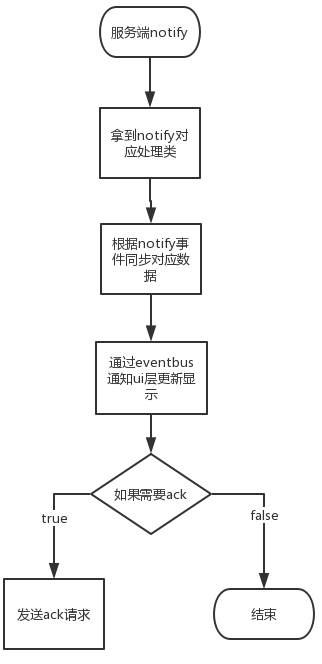 服务端notify
拿到notify对
应处理类
根据notify事
件同步对应数
据
通过eventbus
通知ui层更新显
示
如果需要ack
true
false
发送ack请求
结束